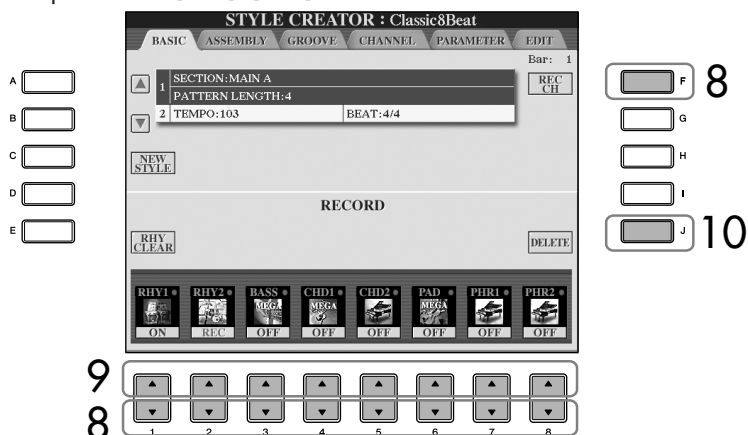 STYLE CREATOR : Classic8Beat
BASIC ASSEMBLY GROOVE CHANNEL PARAMETER EDIT
Bar: 1
A 1 SECTION:MAIN A REC CH F 8
PATTERN LENGTH:4
B 2 TEMPO:103 BEAT:4/4 G
C NEW STYLE H
D I
RECORD
E RHY CLEAR DELETE J 10
RHY1 RHY2 BASS CHD1 CHD2 PAD PHR1 PHR2
MEGA MEGA MEGA
ON REC OFF OFF OFF OFF OFF OFF
9
8
1 2 3 4 5 6 7 8